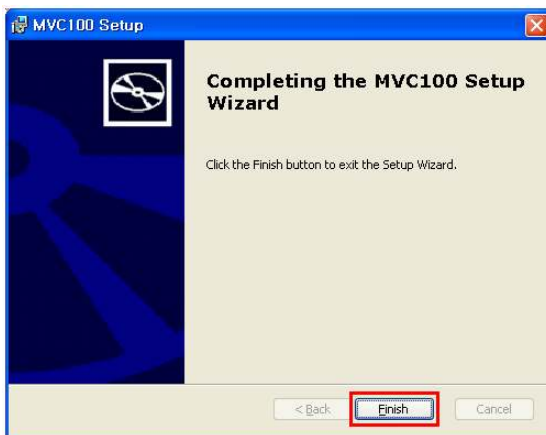 MVC100 Setup
Completing the MVC100 Setup
Wizard
Click the Finish button to exit the Setup Wizard.
< Back
Finish
Cancel